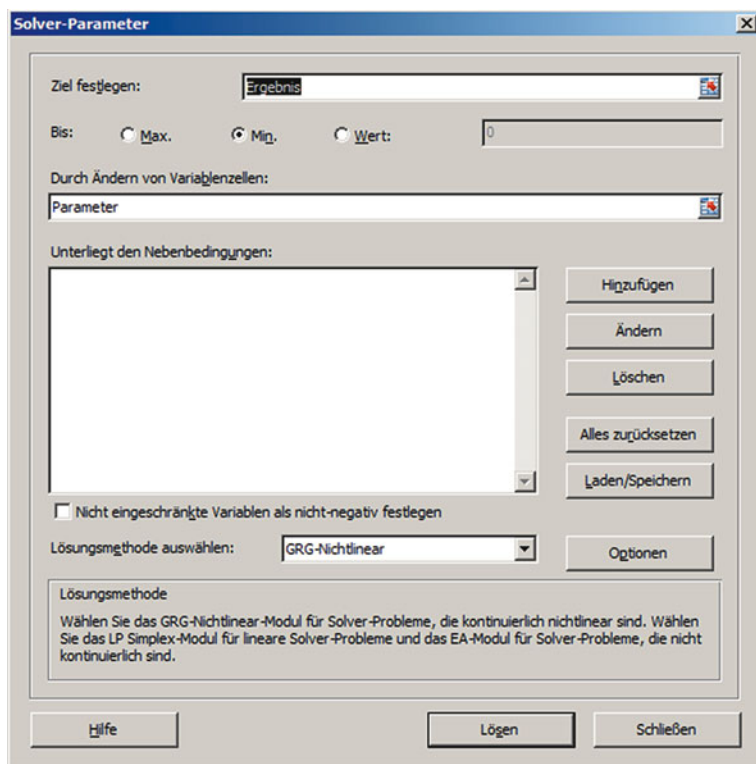 Solver-Parameter
Ziel festlegen: Ergebnis
Bis: Max. Min. Wert: 0
Durch Ändern von Variablenzellen:
Parameter
Unterliegt den Nebenbedingungen:
Hinzufügen
Ändern
Löschen
Alles zurücksetzen
Laden/Speichern
Nicht eingeschränkte Variablen als nicht-negativ festlegen
Lösungsmethode auswählen: GRG-Nichtlinear Optionen
Lösungsmethode
Wählen Sie das GRG-Nichtlinear-Modul für Solver-Probleme, die kontinuierlich nichtlinear sind. Wählen
Sie das LP Simplex-Modul für lineare Solver-Probleme und das EA-Modul für Solver-Probleme, die nicht
kontinuierlich sind.
Hilfe Lösen Schließen